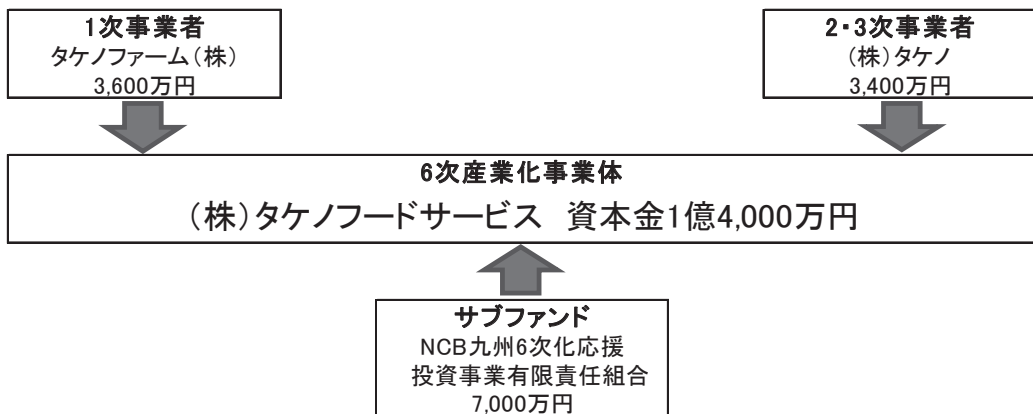 1次事業者
タケノファーム(株)
3,600万円
2・3次事業者
(株)タケノ
3,400万円
6次産業化事業体
(株)タケノフードサービス 資本金1億4,000万円
サブファンド
NCB九州6次化応援
投資事業有限責任組合
7,000万円